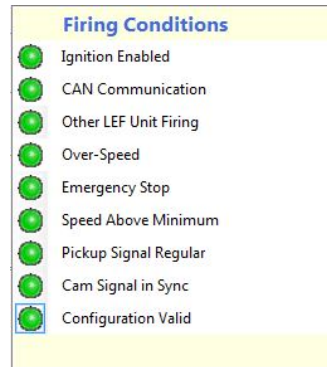 Firing Conditions
Ignition Enabled
CAN Communication
Other LEF Unit Firing
Over-Speed
Emergency Stop
Speed Above Minimum
Pickup Signal Regular
Cam Signal in Sync
Configuration Valid